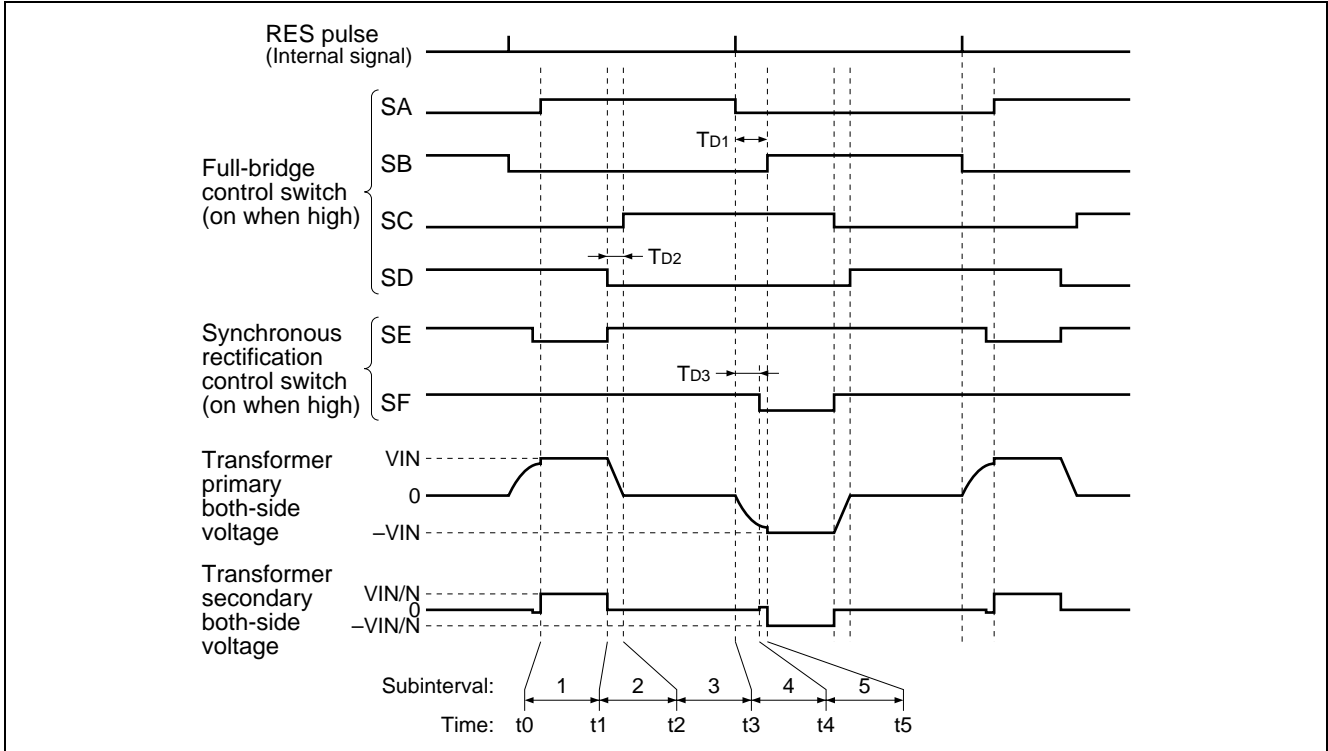 RES pulse
(Internal signal)
SA
TD1
SB
Full-bridge
control switch
(on when high)
SC
TD2
SD
Synchronous
rectification
control switch
(on when high)
SE
TD3
SF
Transformer
primary
both-side
voltage
VIN
0
–VIN
Transformer
secondary
both-side
voltage
VIN/N
0
–VIN/N
Subinterval: 1 2 3 4 5
Time: t0 t1 t2 t3 t4 t5